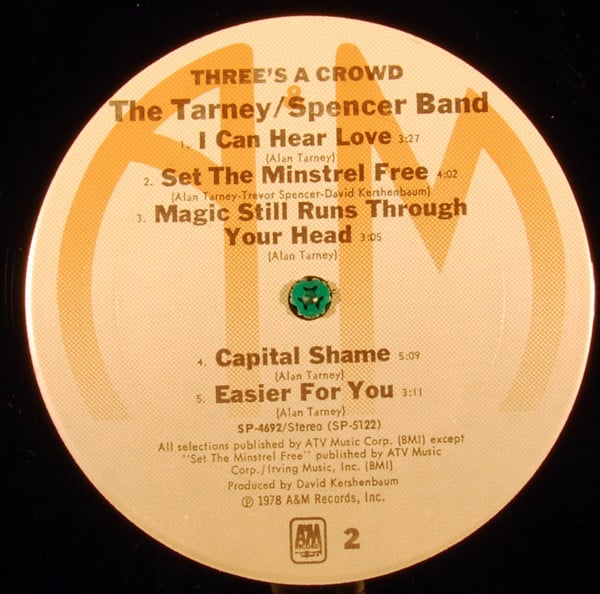 THREE'S A CROWD
The Tarney/Spencer Band
1. I Can Hear Love 3:27
(Alan Tarney)
2. Set The Minstrel Free 4:02
(Alan Tarney-Trevor Spencer-David Kershenbaum)
3. Magic Still Runs Through
Your Head 3:05
(Alan Tarney)
4. Capital Shame 5:09
(Alan Tarney)
5. Easier For You 3:11
(Alan Tarney)
SP-4692/Stereo (SP-5122)
All selections published by ATV Music Corp. (BMI) except
"Set The Minstrel Free" published by ATV Music
Corp./Irving Music, Inc. (BMI)
Produced by David Kershenbaum
℗ 1978 A&M Records, Inc.
A&M
RECORDS
2